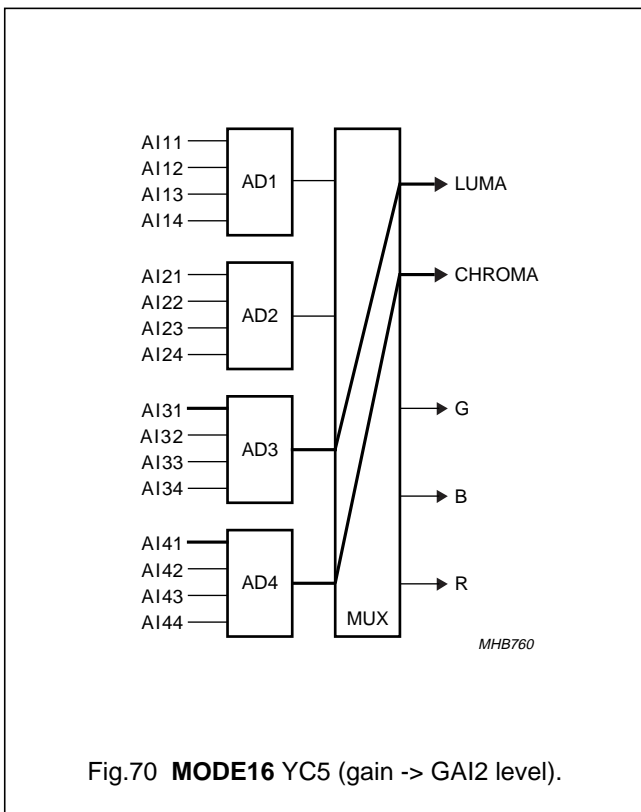 AI11
AI12
AI13
AI14
AD1
LUMA
AI21
AI22
AI23
AI24
AD2
CHROMA
AI31
AI32
AI33
AI34
AD3
G
B
AI41
AI42
AI43
AI44
AD4
MUX
R
MHB760
Fig.70 MODE16 YC5 (gain -> GAI2 level).